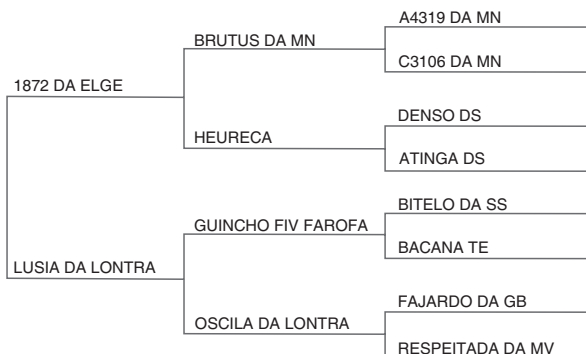 A4319 DA MN
BRUTUS DA MN
C3106 DA MN
1872 DA ELGE
DENSO DS
HEURECA
ATINGA DS
BITELO DA SS
GUINCHO FIV FAROFA
BACANA TE
LUSIA DA LONTRA
FAJARDO DA GB
OSCILA DA LONTRA
RESPEITADA DA MV